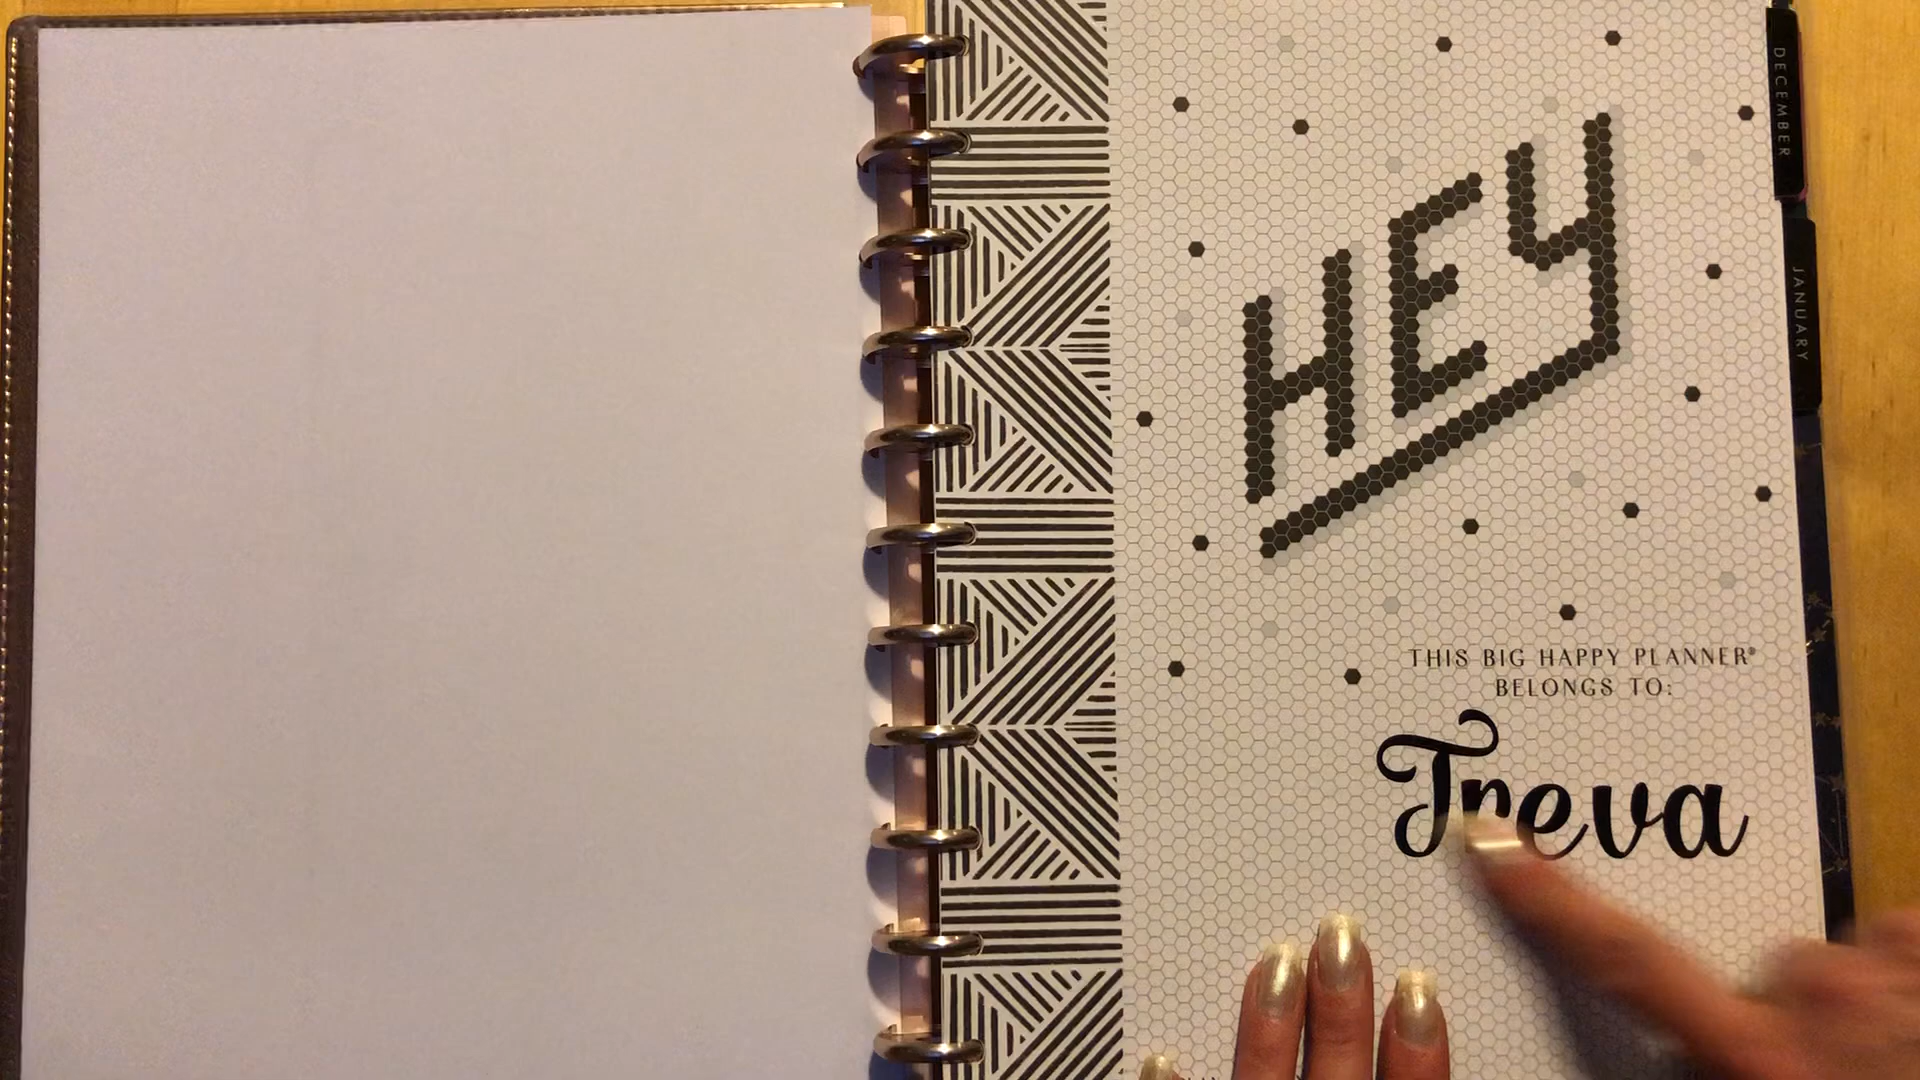 HEY
THIS BIG HAPPY PLANNER®
BELONGS TO:
Treva
DECEMBER
JANUARY